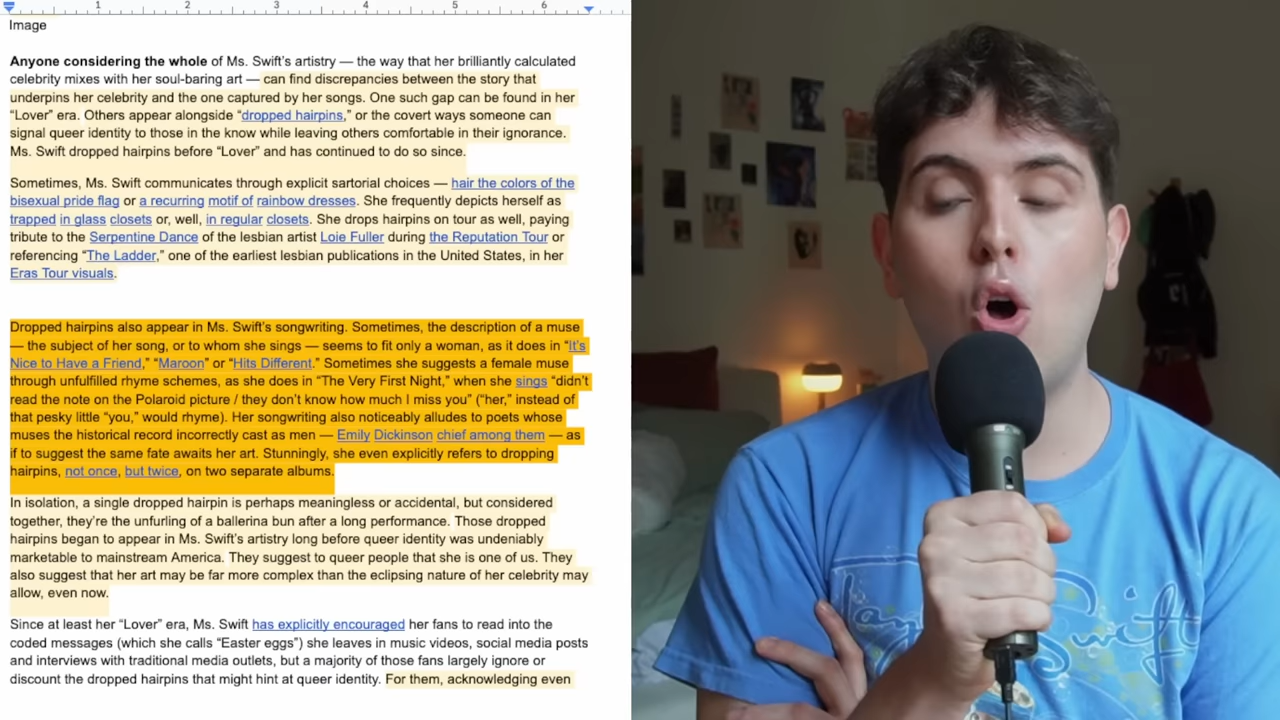 2 3 4 5 6
Image
Anyone considering the whole of Ms. Swift's artistry — the way that her brilliantly calculated
celebrity mixes with her soul-baring art — can find discrepancies between the story that
underpins her celebrity and the one captured by her songs. One such gap can be found in her
“Lover” era. Others appear alongside “dropped hairpins,” or the covert ways someone can
signal queer identity to those in the know while leaving others comfortable in their ignorance.
Ms. Swift dropped hairpins before “Lover” and has continued to do so since.
Sometimes, Ms. Swift communicates through explicit sartorial choices — hair the colors of the
bisexual pride flag or a recurring motif of rainbow dresses. She frequently depicts herself as
trapped in glass closets or, well, in regular closets. She drops hairpins on tour as well, paying
tribute to the Serpentine Dance of the lesbian artist Loie Fuller during the Reputation Tour or
referencing “The Ladder,” one of the earliest lesbian publications in the United States, in her
Eras Tour visuals.
Dropped hairpins also appear in Ms. Swift's songwriting. Sometimes, the description of a muse
— the subject of her song, or to whom she sings — seems to fit only a woman, as it does in “It's
Nice to Have a Friend,” “Maroon” or “Hits Different.” Sometimes she suggests a female muse
through unfulfilled rhyme schemes, as she does in “The Very First Night,” when she sings “didn't
read the note on the Polaroid picture / they don't know how much I miss you” (“her,” instead of
that pesky little “you,” would rhyme). Her songwriting also noticeably alludes to poets whose
muses the historical record incorrectly cast as men — Emily Dickinson chief among them — as
if to suggest the same fate awaits her art. Stunningly, she even explicitly refers to dropping
hairpins, not once, but twice, on two separate albums.
In isolation, a single dropped hairpin is perhaps meaningless or accidental, but considered
together, they're the unfurling of a ballerina bun after a long performance. Those dropped
hairpins began to appear in Ms. Swift's artistry long before queer identity was undeniably
marketable to mainstream America. They suggest to queer people that she is one of us. They
also suggest that her art may be far more complex than the eclipsing nature of her celebrity may
allow, even now.
Since at least her “Lover” era, Ms. Swift has explicitly encouraged her fans to read into the
coded messages (which she calls “Easter eggs”) she leaves in music videos, social media posts
and interviews with traditional media outlets, but a majority of those fans largely ignore or
discount the dropped hairpins that might hint at queer identity. For them, acknowledging even